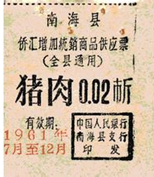 南海县
侨汇增加统销商品供应票
(全县通用)
猪肉 0.02 市斤
有效期:
1961年
7月至12月
中国人民银行
南海县支行
印发